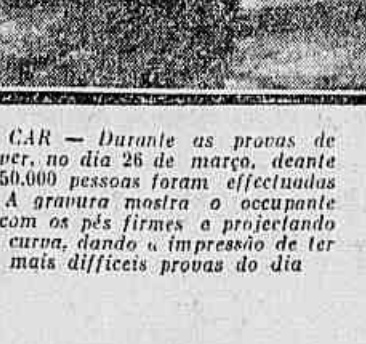 CAR — Durante as provas de
ver, no dia 26 de março, deante
50.000 pessoas foram effectuadas
A gravura mostra o occupante
com os pés firmes a projectando
curva, dando a impressão de ter
mais difficeis provas do dia